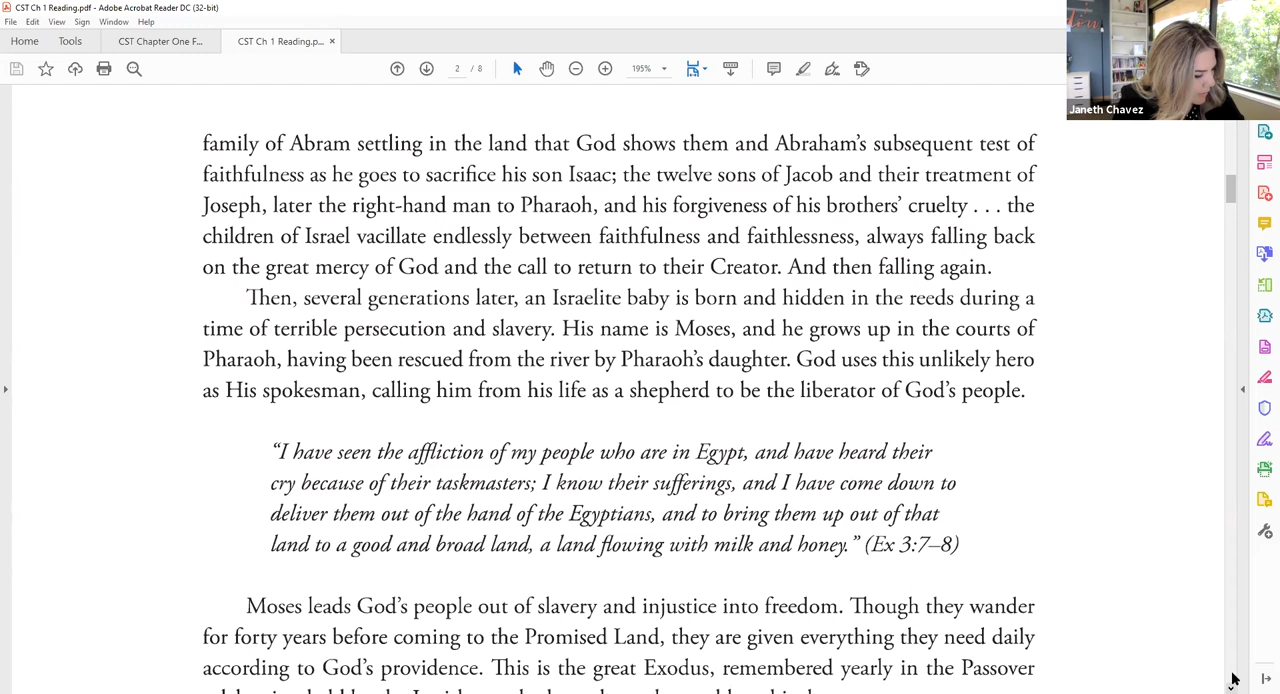 CST Ch 1 Reading.pdf - Adobe Acrobat Reader DC (32-bit)
File Edit View Sign Window Help
Home Tools CST Chapter One F... CST Ch 1 Reading.p... ×
2 / 8 195%
Janeth Chavez
family of Abram settling in the land that God shows them and Abraham’s subsequent test of
faithfulness as he goes to sacrifice his son Isaac; the twelve sons of Jacob and their treatment of
Joseph, later the right-hand man to Pharaoh, and his forgiveness of his brothers’ cruelty . . . the
children of Israel vacillate endlessly between faithfulness and faithlessness, always falling back
on the great mercy of God and the call to return to their Creator. And then falling again.
Then, several generations later, an Israelite baby is born and hidden in the reeds during a
time of terrible persecution and slavery. His name is Moses, and he grows up in the courts of
Pharaoh, having been rescued from the river by Pharaoh’s daughter. God uses this unlikely hero
as His spokesman, calling him from his life as a shepherd to be the liberator of God’s people.
“I have seen the affliction of my people who are in Egypt, and have heard their
cry because of their taskmasters; I know their sufferings, and I have come down to
deliver them out of the hand of the Egyptians, and to bring them up out of that
land to a good and broad land, a land flowing with milk and honey.” (Ex 3:7–8)
Moses leads God’s people out of slavery and injustice into freedom. Though they wander
for forty years before coming to the Promised Land, they are given everything they need daily
according to God’s providence. This is the great Exodus, remembered yearly in the Passover